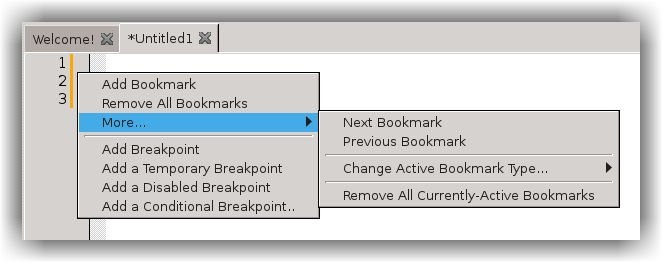 Welcome! *Untitled1
1
2
3
Add Bookmark
Remove All Bookmarks
More...
Add Breakpoint
Add a Temporary Breakpoint
Add a Disabled Breakpoint
Add a Conditional Breakpoint..
Next Bookmark
Previous Bookmark
Change Active Bookmark Type...
Remove All Currently-Active Bookmarks